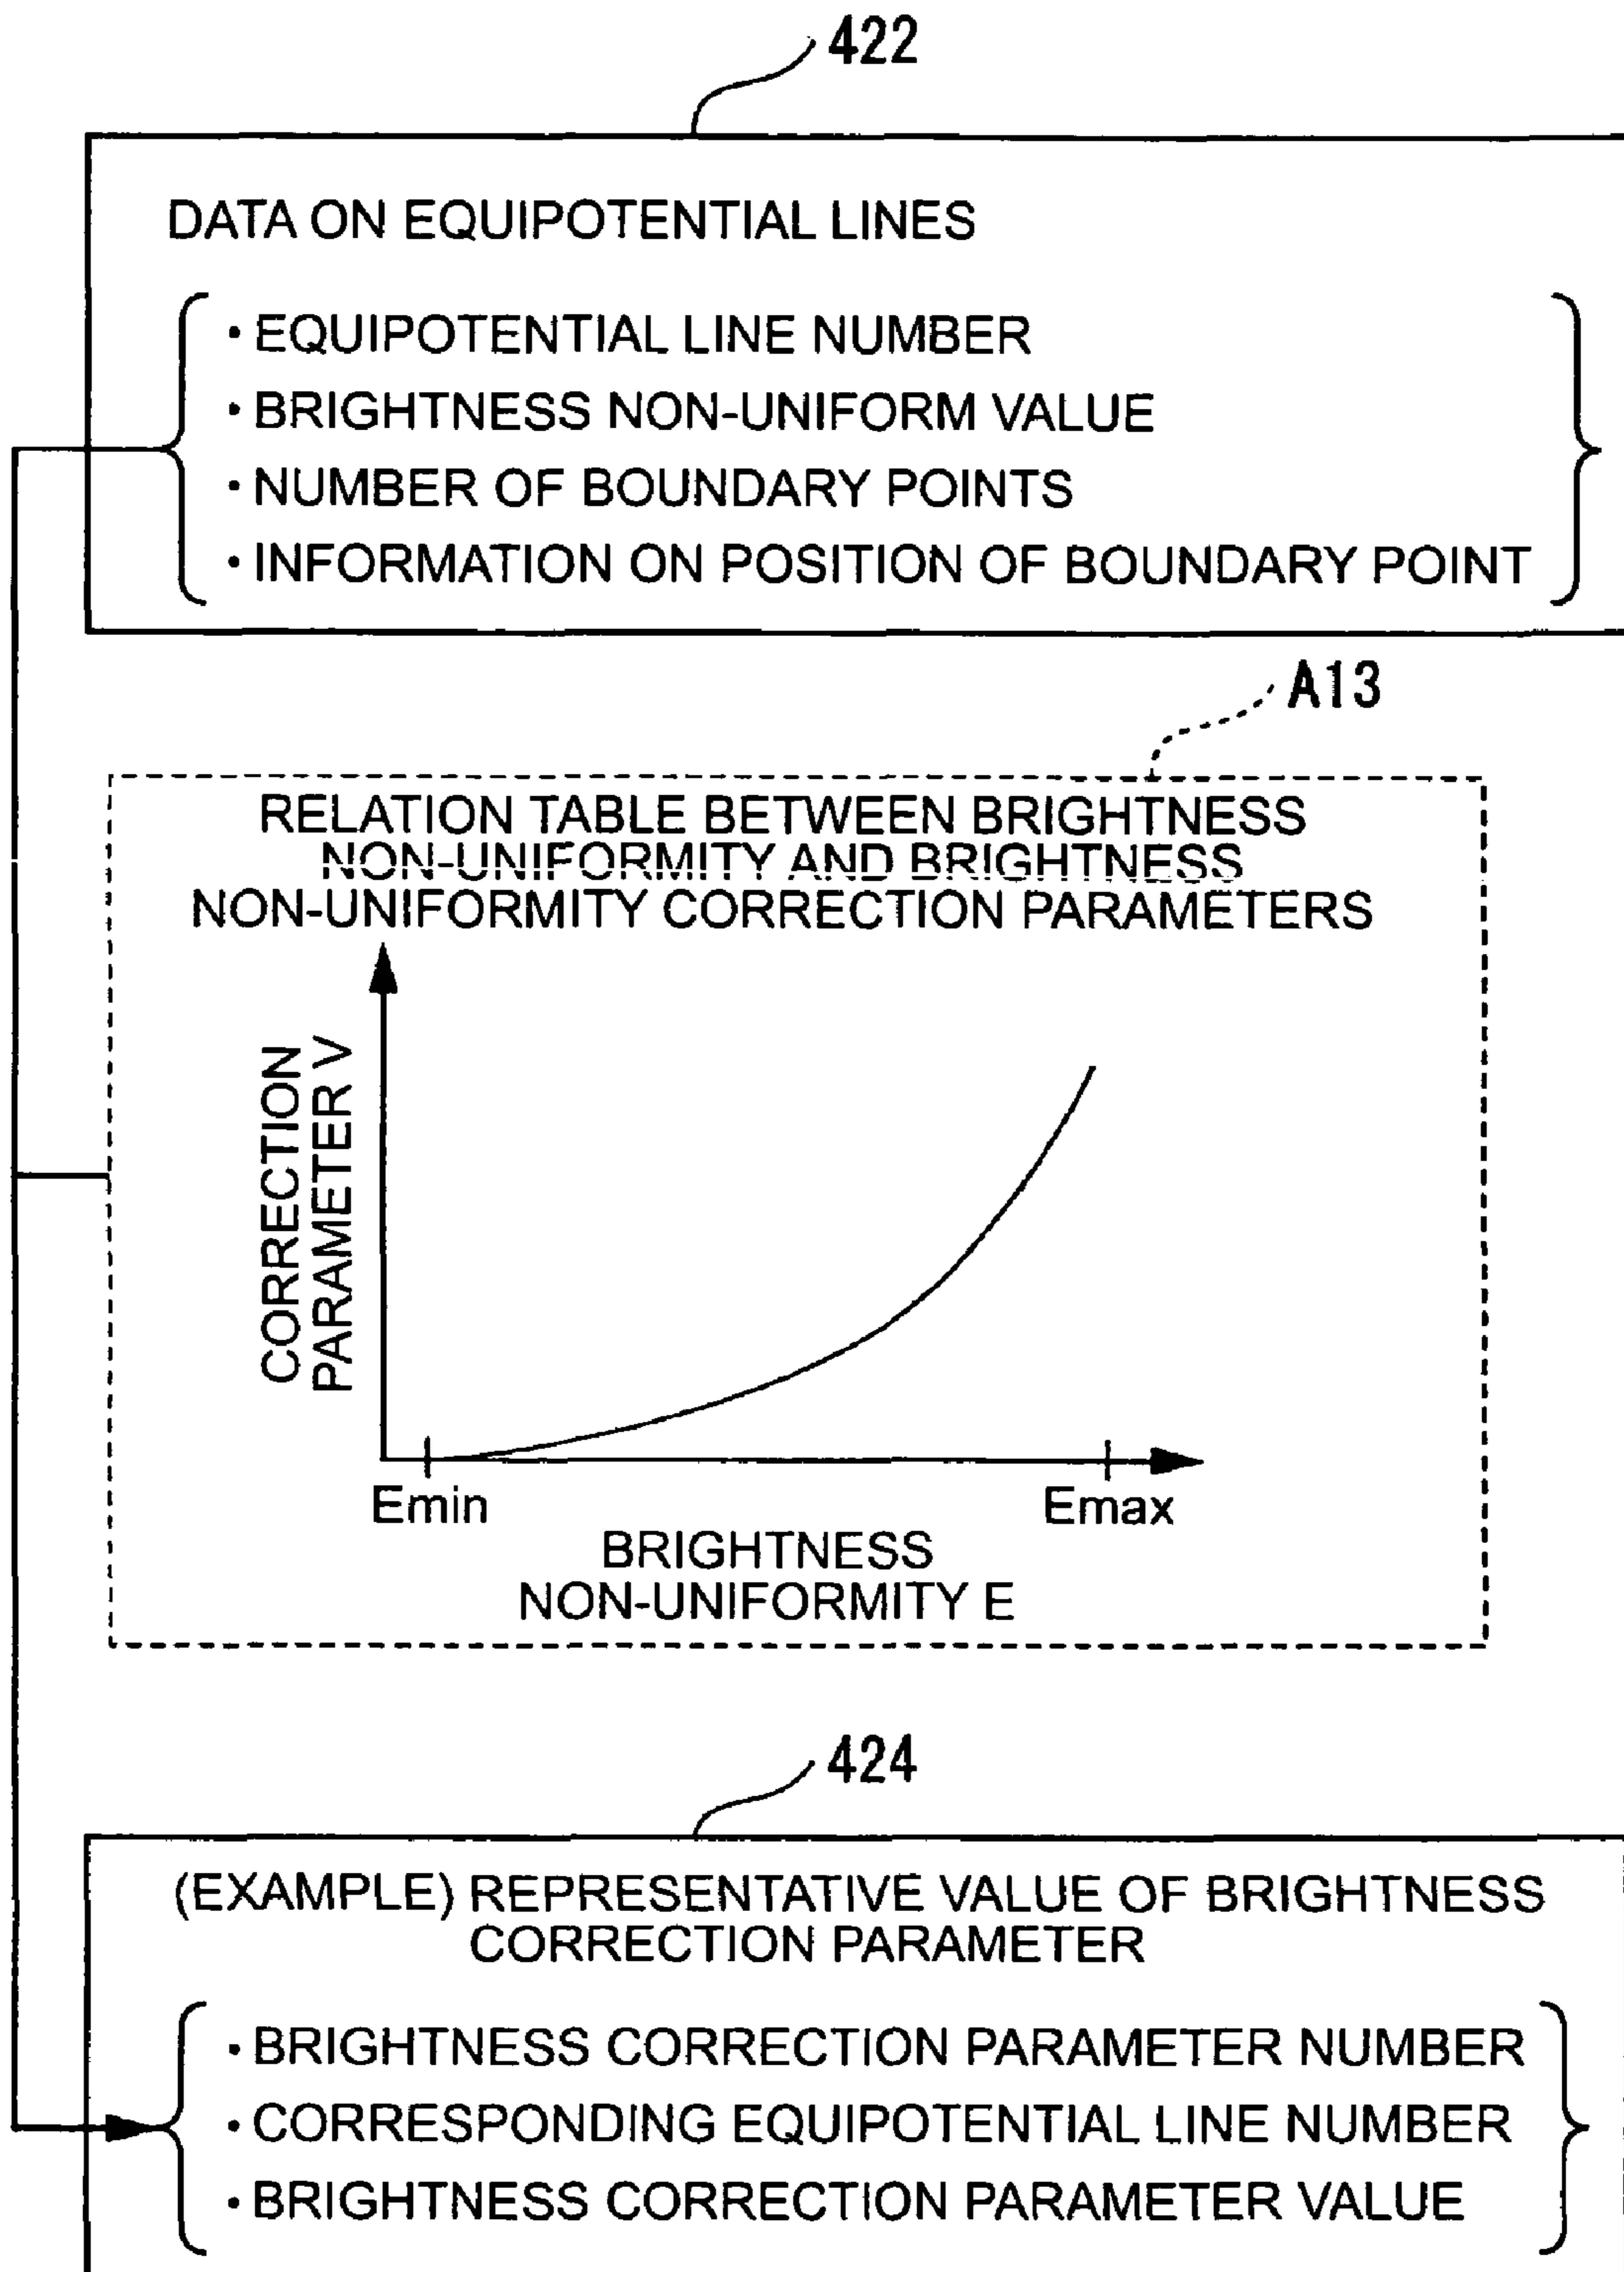 422
DATA ON EQUIPOTENTIAL LINES
· EQUIPOTENTIAL LINE NUMBER
· BRIGHTNESS NON-UNIFORM VALUE
· NUMBER OF BOUNDARY POINTS
· INFORMATION ON POSITION OF BOUNDARY POINT
A13
RELATION TABLE BETWEEN BRIGHTNESS
NON-UNIFORMITY AND BRIGHTNESS
NON-UNIFORMITY CORRECTION PARAMETERS
CORRECTION
PARAMETER V
Emin
Emax
BRIGHTNESS
NON-UNIFORMITY E
424
(EXAMPLE) REPRESENTATIVE VALUE OF BRIGHTNESS
CORRECTION PARAMETER
· BRIGHTNESS CORRECTION PARAMETER NUMBER
· CORRESPONDING EQUIPOTENTIAL LINE NUMBER
· BRIGHTNESS CORRECTION PARAMETER VALUE